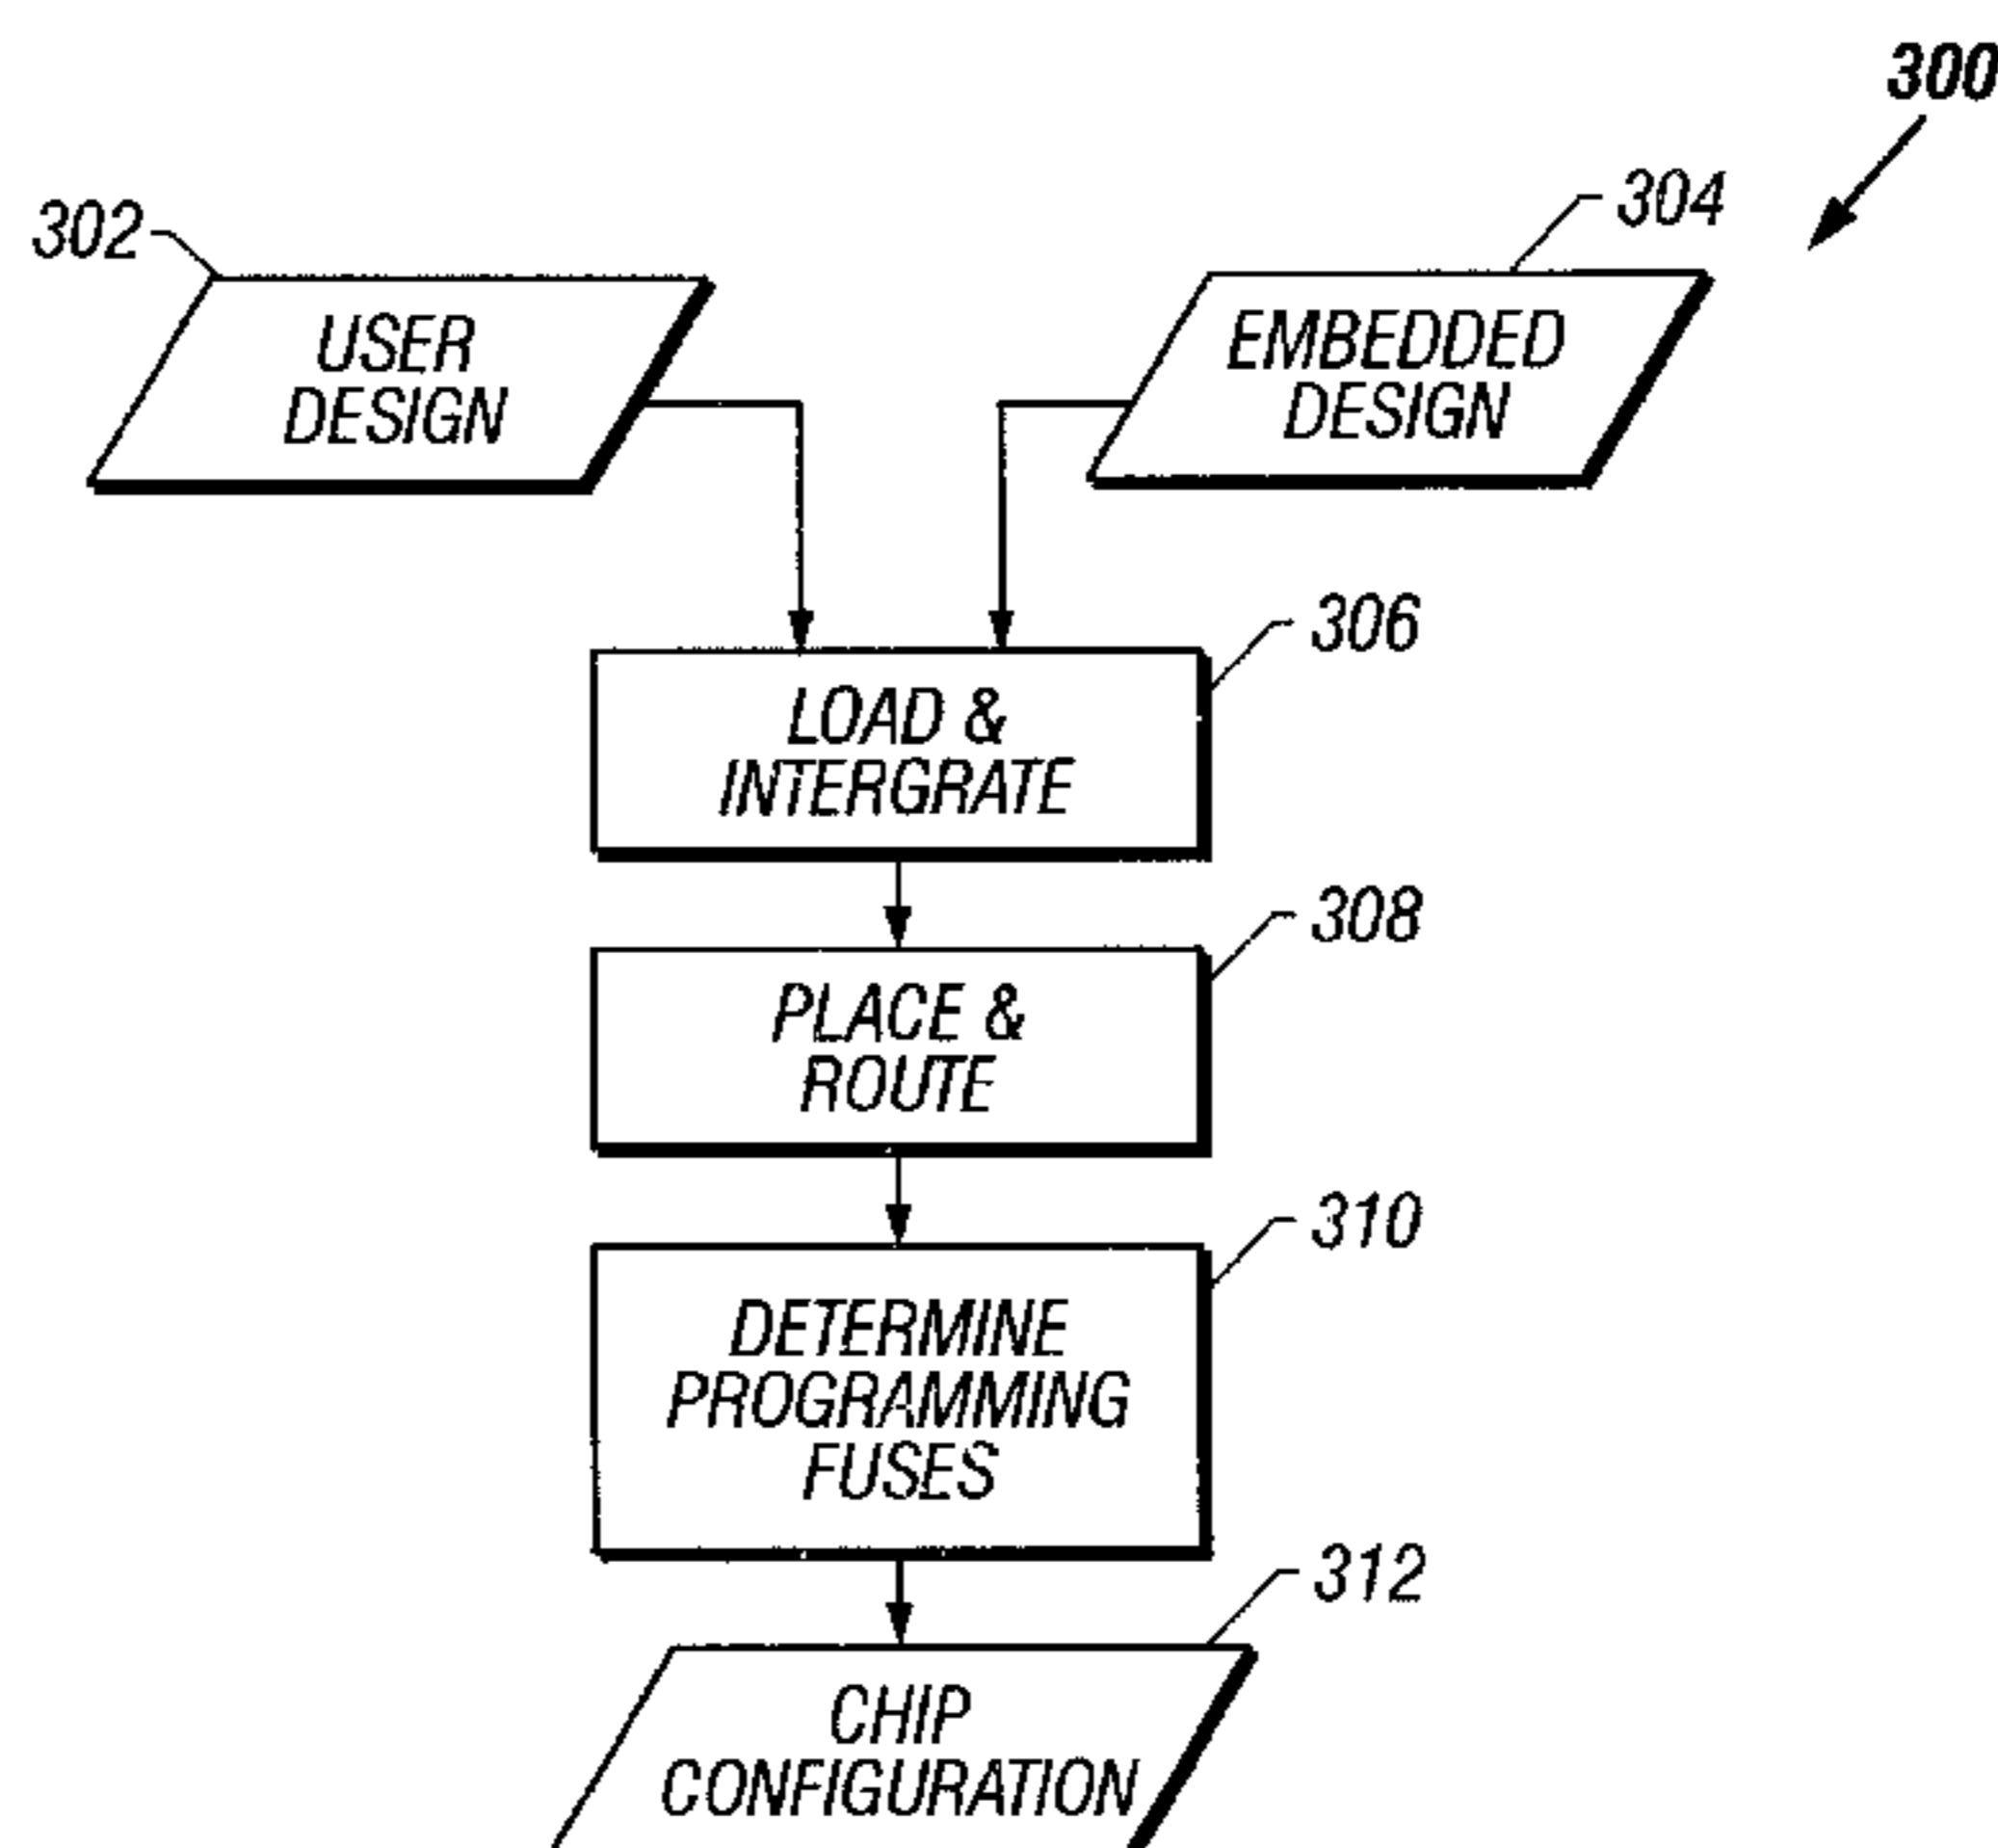 300
302
304
USER
DESIGN
EMBEDDED
DESIGN
306
LOAD &
INTERGRATE
308
PLACE &
ROUTE
310
DETERMINE
PROGRAMMING
FUSES
312
CHIP
CONFIGURATION